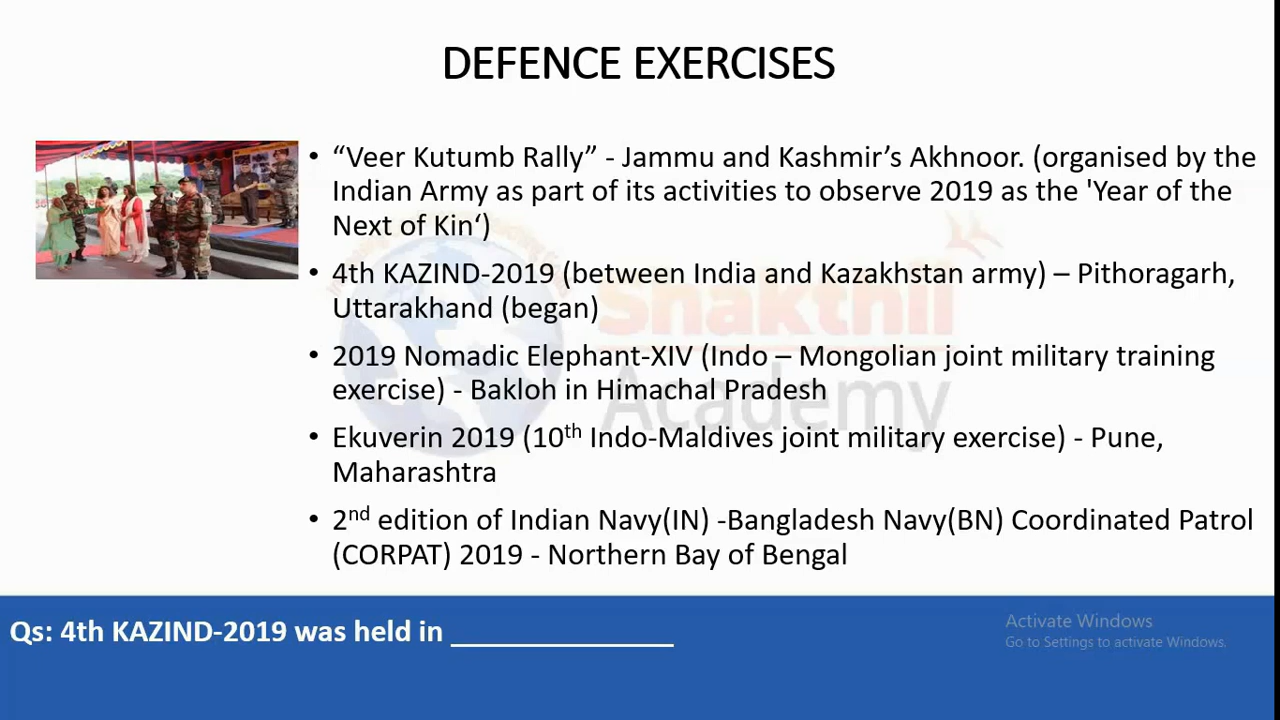 DEFENCE EXERCISES
• “Veer Kutumb Rally” - Jammu and Kashmir’s Akhnoor. (organised by the
Indian Army as part of its activities to observe 2019 as the 'Year of the
Next of Kin‘)
• 4th KAZIND-2019 (between India and Kazakhstan army) – Pithoragarh,
Uttarakhand (began)
• 2019 Nomadic Elephant-XIV (Indo – Mongolian joint military training
exercise) - Bakloh in Himachal Pradesh
• Ekuverin 2019 (10th Indo-Maldives joint military exercise) - Pune,
Maharashtra
• 2nd edition of Indian Navy(IN) -Bangladesh Navy(BN) Coordinated Patrol
(CORPAT) 2019 - Northern Bay of Bengal
Shakthii
Academy
Qs: 4th KAZIND-2019 was held in _______________
Activate Windows
Go to Settings to activate Windows.